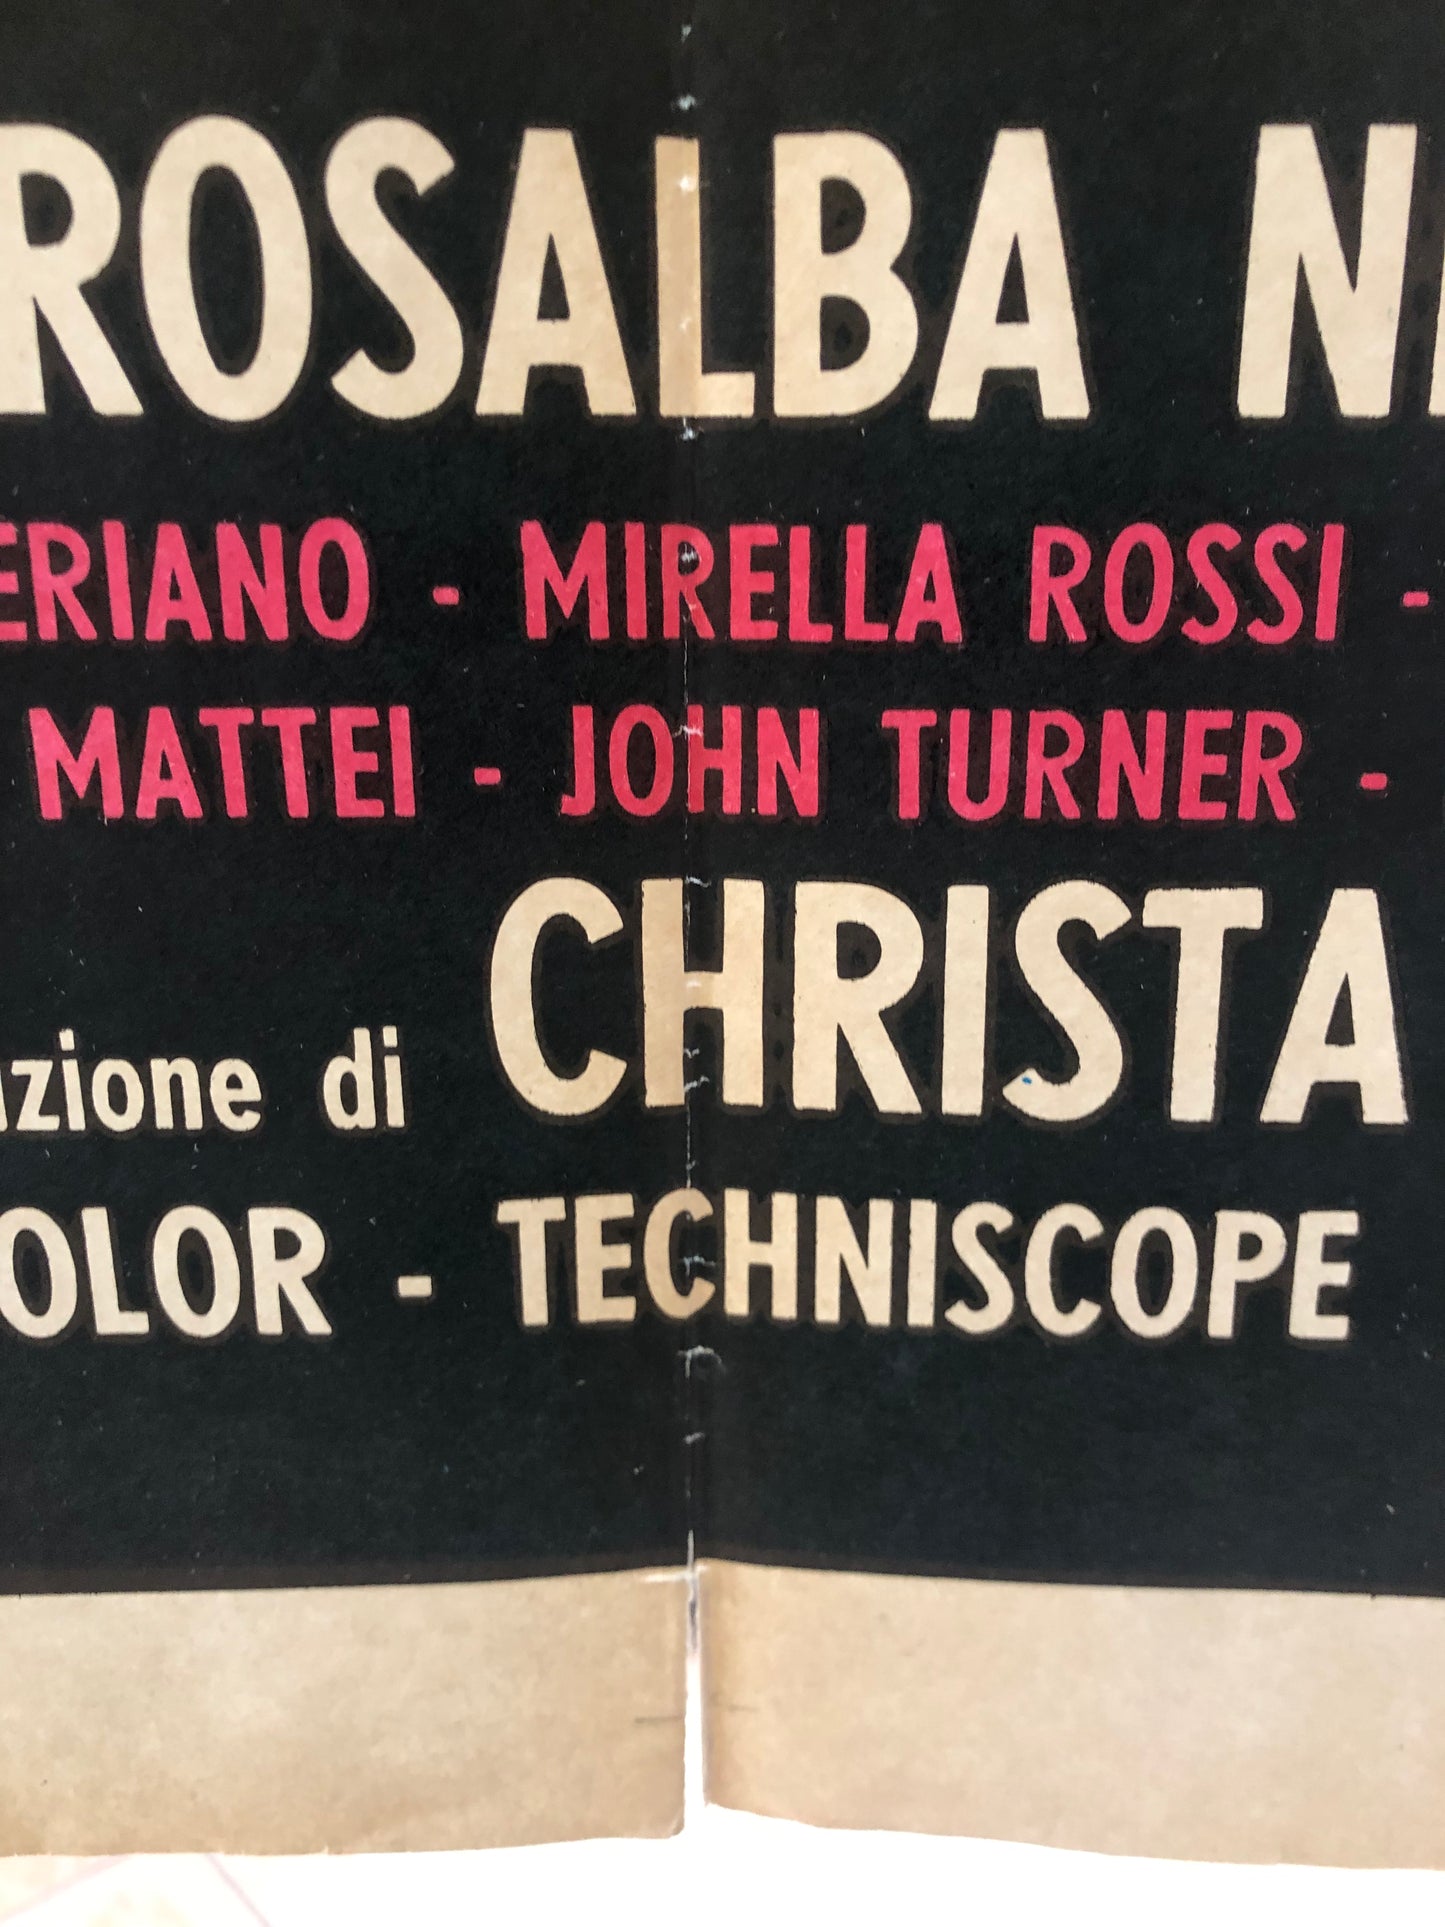 ROSALBA N
ERIANO - MIRELLA ROSSI -
MATTEI - JOHN TURNER -
zione di CHRISTA
OLOR - TECHNISCOPE